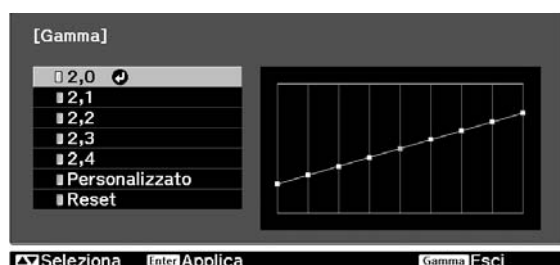 [Gamma]
2,0
2,1
2,2
2,3
2,4
Personalizzato
Reset
Seleziona Enter Applica Gamma Esci